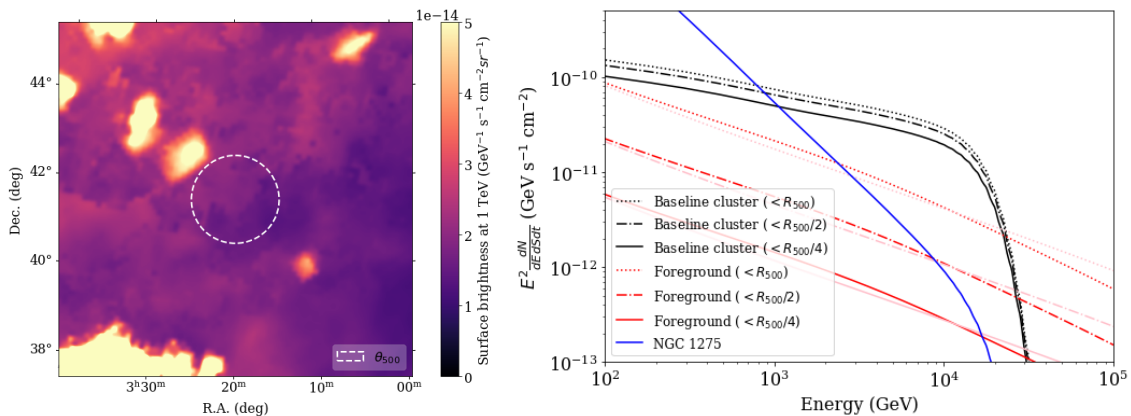 1e−14
5
4
3
2
1
0
Surface brightness at 1 TeV (GeV⁻¹ s⁻¹ cm⁻²sr⁻¹)
44°
42°
40°
38°
Dec. (deg)
3ʰ30ᵐ 20ᵐ 10ᵐ 00ᵐ
R.A. (deg)
θ₅₀₀
10⁻¹⁰
10⁻¹¹
10⁻¹²
10⁻¹³
E² dN/dEdSdt (GeV s⁻¹ cm⁻²)
Baseline cluster (< R₅₀₀)
Baseline cluster (< R₅₀₀/2)
Baseline cluster (< R₅₀₀/4)
Foreground (< R₅₀₀)
Foreground (< R₅₀₀/2)
Foreground (< R₅₀₀/4)
NGC 1275
10² 10³ 10⁴ 10⁵
Energy (GeV)